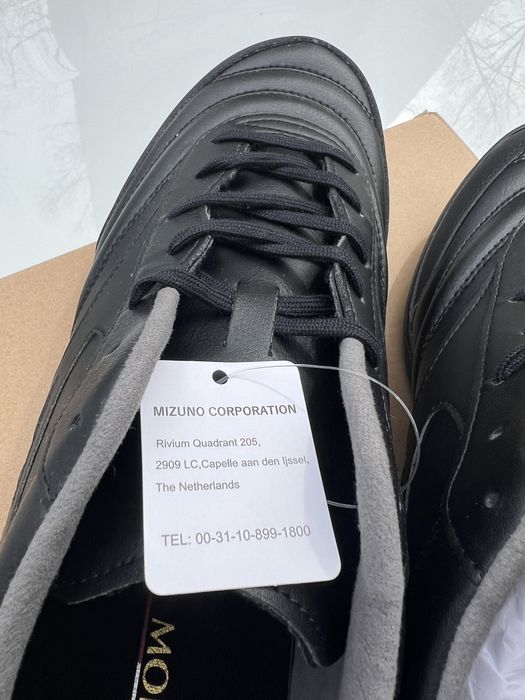 MIZUNO CORPORATION
Rivium Quadrant 205,
2909 LC,Capelle aan den Ijssel,
The Netherlands
TEL: 00-31-10-899-1800
MO